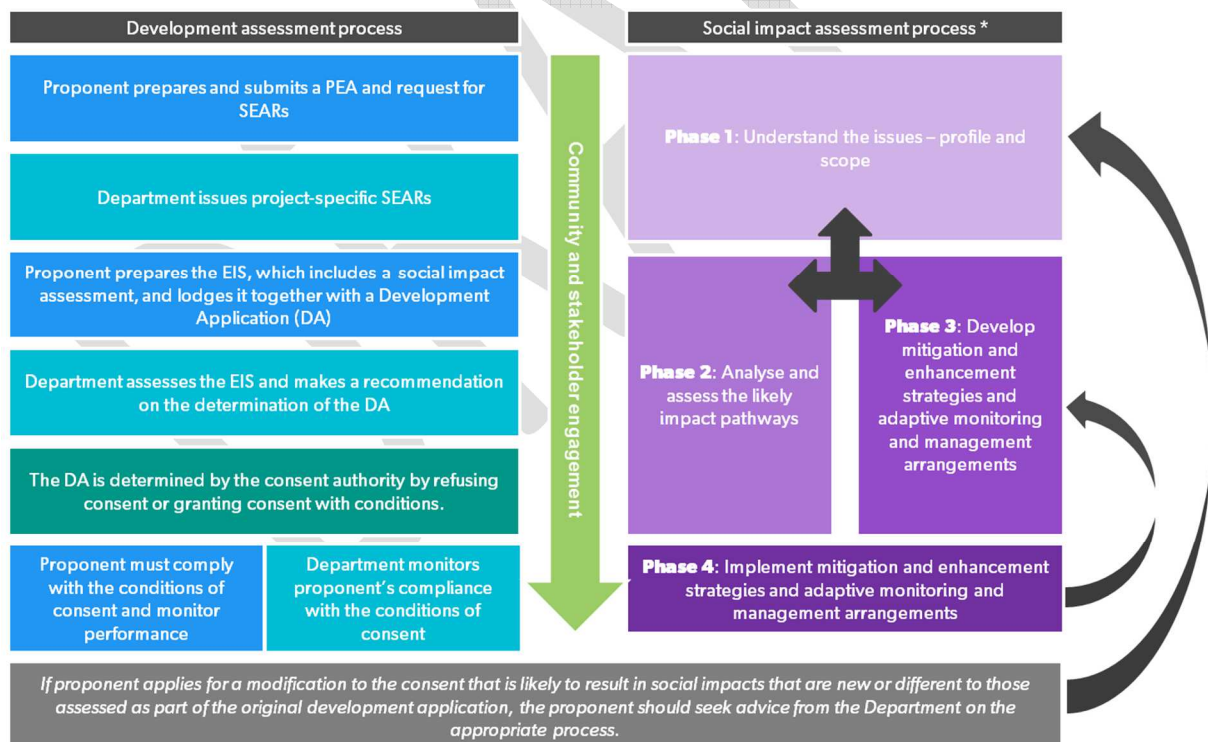 Development assessment process
Proponent prepares and submits a PEA and request for
SEARs
Department issues project-specific SEARs
Proponent prepares the EIS, which includes a social impact
assessment, and lodges it together with a Development
Application (DA)
Department assesses the EIS and makes a recommendation
on the determination of the DA
The DA is determined by the consent authority by refusing
consent or granting consent with conditions.
Proponent must comply
with the conditions of
consent and monitor
performance
Department monitors
proponent's compliance
with the conditions of
consent
Community and stakeholder engagement
Social impact assessment process *
Phase 1: Understand the issues – profile and
scope
Phase 2: Analyse and
assess the likely
impact pathways
Phase 3: Develop
mitigation and
enhancement
strategies and
adaptive monitoring
and management
arrangements
Phase 4: Implement mitigation and enhancement
strategies and adaptive monitoring and
management arrangements
If proponent applies for a modification to the consent that is likely to result in social impacts that are new or different to those
assessed as part of the original development application, the proponent should seek advice from the Department on the
appropriate process.